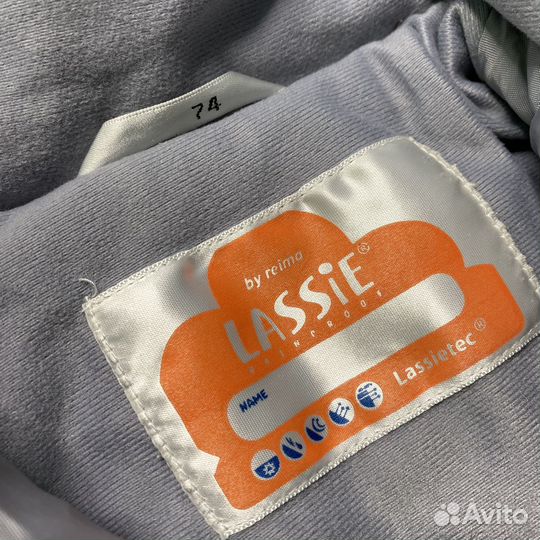 74
by reima
LASSiE®
RAINPROOF
NAME
Lassietec®
Avito